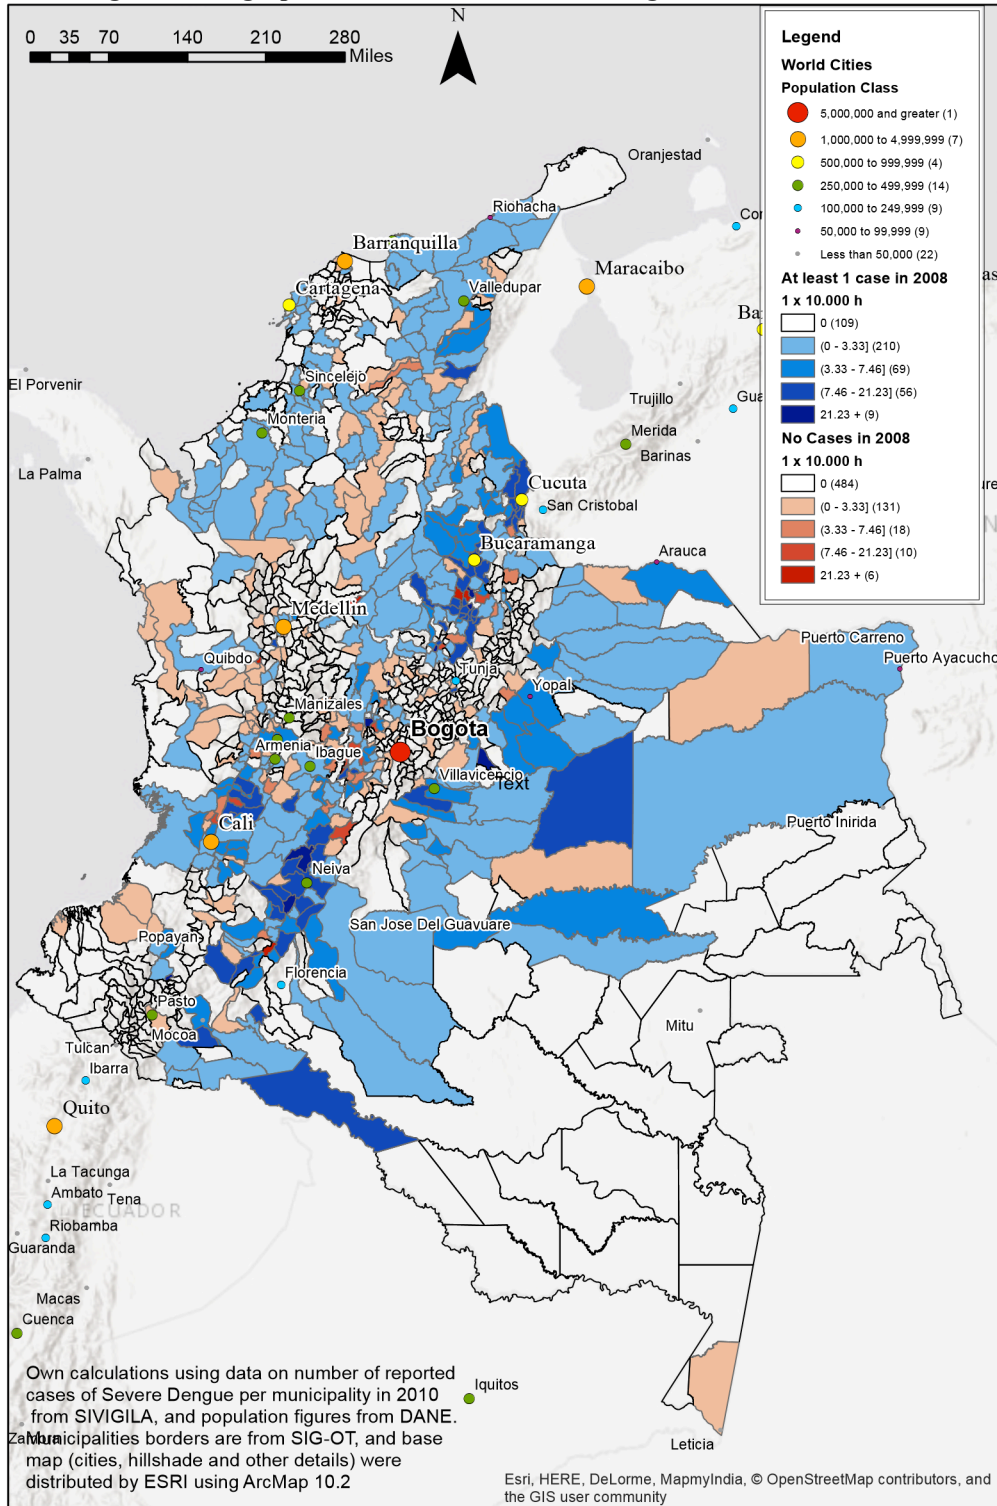 N
0 35 70 140 210 280
Miles
Legend
World Cities
Population Class
5,000,000 and greater (1)
1,000,000 to 4,999,999 (7)
500,000 to 999,999 (4)
250,000 to 499,999 (14)
100,000 to 249,999 (9)
50,000 to 99,999 (9)
Less than 50,000 (22)
At least 1 case in 2008
1 x 10.000 h
0 (109)
(0 - 3.33] (210)
(3.33 - 7.46] (69)
(7.46 - 21.23] (56)
21.23 + (9)
No Cases in 2008
1 x 10.000 h
0 (484)
(0 - 3.33] (131)
(3.33 - 7.46] (18)
(7.46 - 21.23] (10)
21.23 + (6)
Oranjestad
Riohacha
Cor
Barranquilla
Maracaibo
as
Cartagena
Valledupar
Ba
El Porvenir
Sincelejo
Trujillo
Gua
Monteria
Merida
Barinas
La Palma
Cucuta
ure
San Cristobal
N
Bucaramanga
Arauca
Medellin
Puerto Carreno
Quibdo
Puerto Ayacucho
Tunja
Yopal
Manizales
Bogota
Armenia
Ibague
Villavicencio
Text
Cali
Puerto Inirida
Neiva
San Jose Del Guavuare
Popayan
Florencia
Pasto
Mitu
Mocoa
Tulcan
Ibarra
Quito
La Tacunga
Ambato
Tena
ECUADOR
Riobamba
Guaranda
Macas
Cuenca
Own calculations using data on number of reported
cases of Severe Dengue per municipality in 2010
from SIVIGILA, and population figures from DANE.
Municipalities borders are from SIG-OT, and base
map (cities, hillshade and other details) were
distributed by ESRI using ArcMap 10.2
Iquitos
Leticia
Esri, HERE, DeLorme, MapmyIndia, © OpenStreetMap contributors, and
the GIS user community